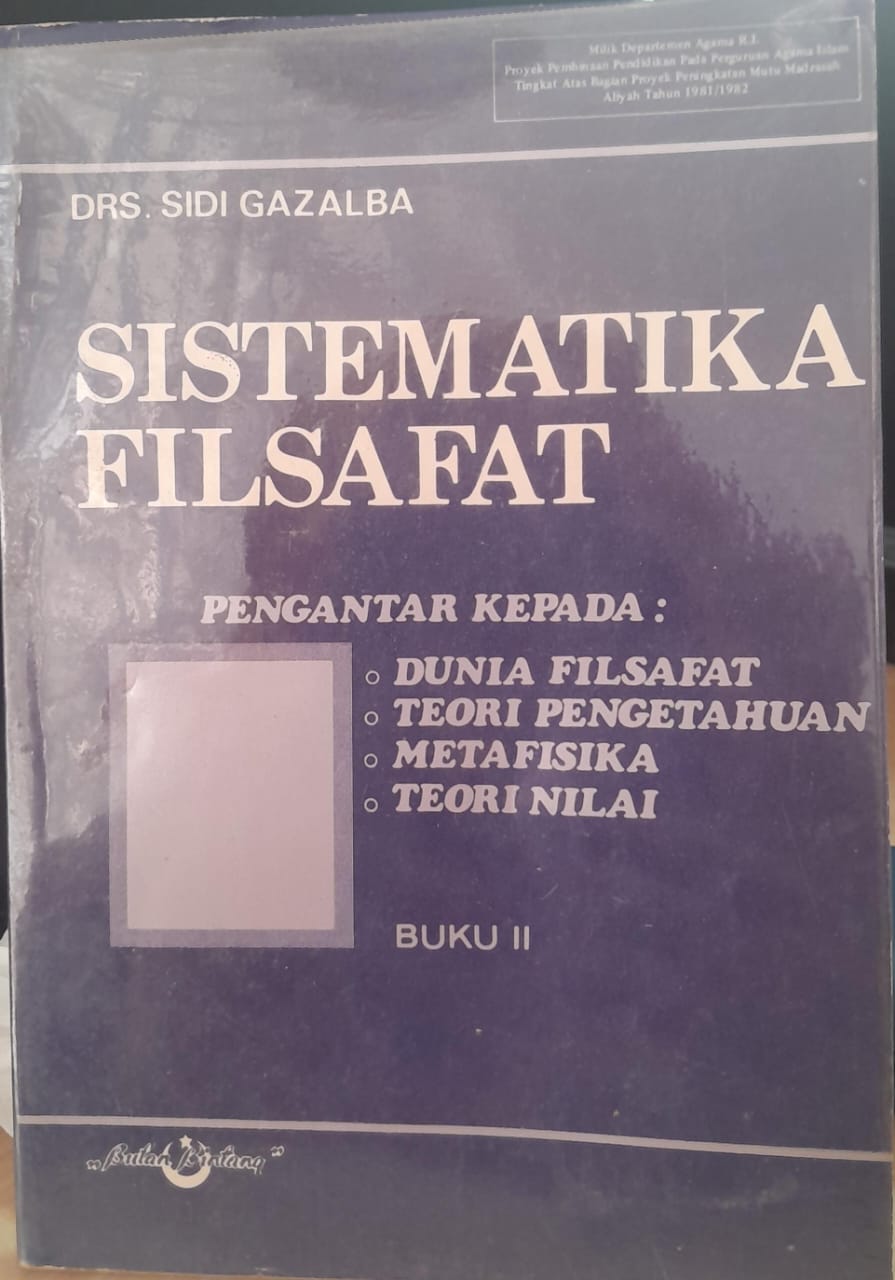 Milik Departemen Agama R.I.
Proyek Pembinaan Pendidikan Pada Perguruan Agama Islam
Tingkat Atas Bagian Proyek Peningkatan Mutu Madrasah
Aliyah Tahun 1981/1982
DRS. SIDI GAZALBA
SISTEMATIKA
FILSAFAT
PENGANTAR KEPADA :
○ DUNIA FILSAFAT
○ TEORI PENGETAHUAN
○ METAFISIKA
○ TEORI NILAI
BUKU II
„Bulan Bintang”